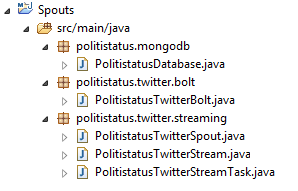 Spouts
src/main/java
politistatus.mongodb
PolitistatusDatabase.java
politistatus.twitter.bolt
PolitistatusTwitterBolt.java
politistatus.twitter.streaming
PolitistatusTwitterSpout.java
PolitistatusTwitterStream.java
PolitistatusTwitterStreamTask.java